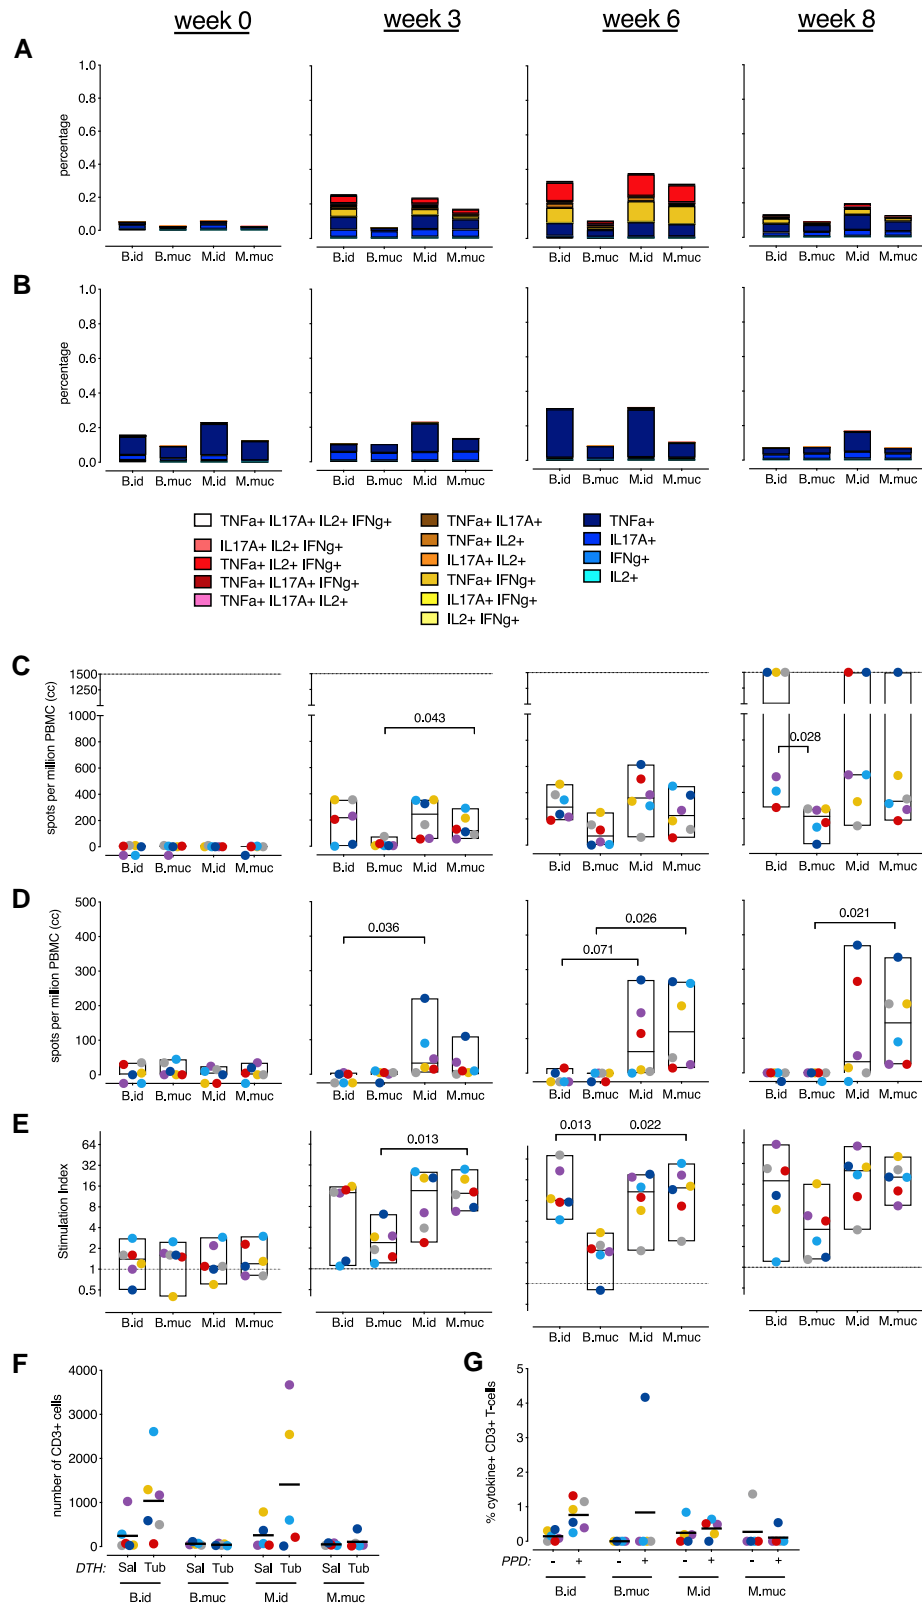 week 0 week 3 week 6 week 8
A
percentage
1.0
0.8
0.6
0.4
0.2
0.0
B.id B.muc M.id M.muc B.id B.muc M.id M.muc B.id B.muc M.id M.muc B.id B.muc M.id M.muc
B
percentage
1.0
0.8
0.6
0.4
0.2
0.0
B.id B.muc M.id M.muc B.id B.muc M.id M.muc B.id B.muc M.id M.muc B.id B.muc M.id M.muc
TNFa+ IL17A+ IL2+ IFNg+
IL17A+ IL2+ IFNg+
TNFa+ IL2+ IFNg+
TNFa+ IL17A+ IFNg+
TNFa+ IL17A+ IL2+
TNFa+ IL17A+
TNFa+ IL2+
IL17A+ IL2+
TNFa+ IFNg+
IL17A+ IFNg+
IL2+ IFNg+
TNFa+
IL17A+
IFNg+
IL2+
C
spots per million PBMC (cc)
1500
1250
1000
800
600
400
200
0
0.043
0.028
B.id B.muc M.id M.muc B.id B.muc M.id M.muc B.id B.muc M.id M.muc B.id B.muc M.id M.muc
D
spots per million PBMC (cc)
500
400
300
200
100
0
0.036
0.026
0.071
0.021
B.id B.muc M.id M.muc B.id B.muc M.id M.muc B.id B.muc M.id M.muc B.id B.muc M.id M.muc
E
Stimulation Index
64
32
16
8
4
2
1
0.5
0.013
0.013 0.022
B.id B.muc M.id M.muc B.id B.muc M.id M.muc B.id B.muc M.id M.muc B.id B.muc M.id M.muc
F
number of CD3+ cells
4000
3000
2000
1000
0
DTH: Sal Tub Sal Tub Sal Tub Sal Tub
B.id B.muc M.id M.muc
G
% cytokine+ CD3+ T-cells
5
4
3
2
1
0
PPD: - + - + - + - +
B.id B.muc M.id M.muc